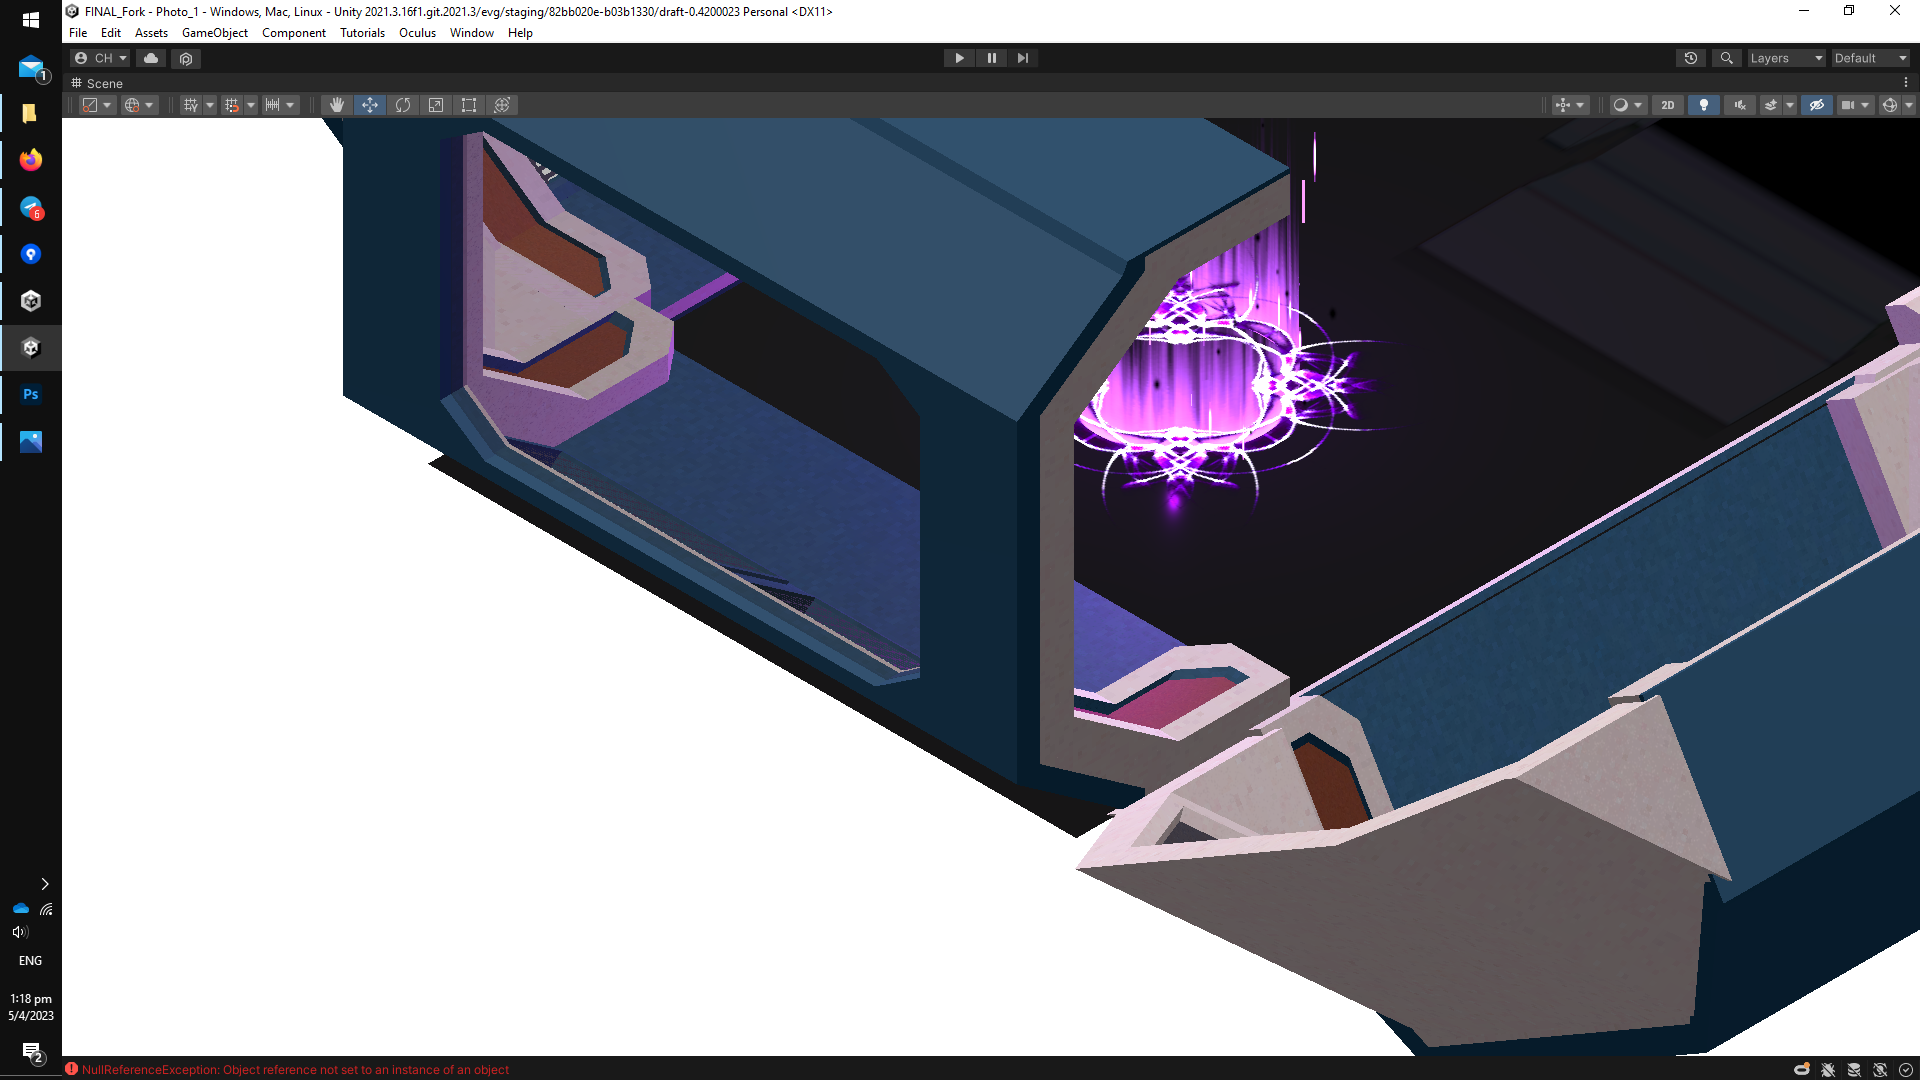 FINAL_Fork - Photo_1 - Windows, Mac, Linux - Unity 2021.3.16f1.git.2021.3/evg/staging/82bb020e-b03b1330/draft-0.4200023 Personal <DX11>
File Edit Assets GameObject Component Tutorials Oculus Window Help
CH Layers Default
Scene
2D
1
6
Ps
ENG
1:18 pm
5/4/2023
2
NullReferenceException: Object reference not set to an instance of an object